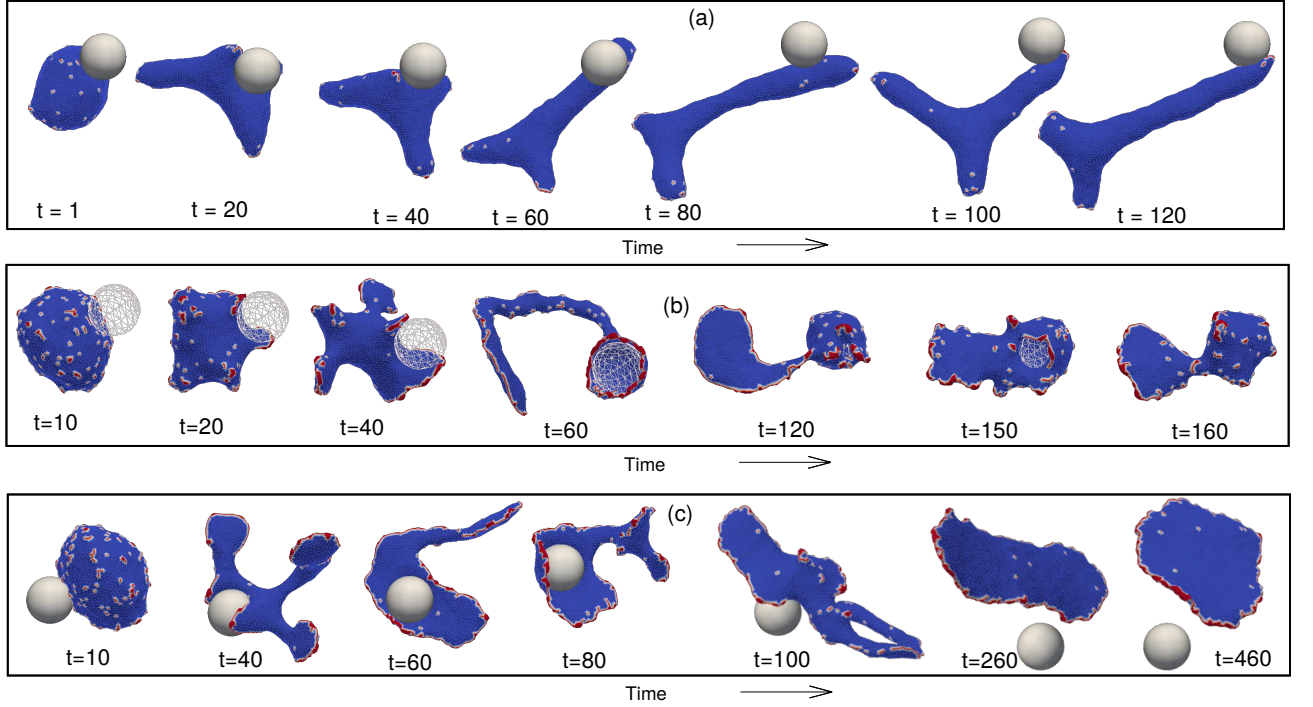 (a)
t = 1
t = 20
t = 40
t = 60
t = 80
t = 100
t = 120
Time
(b)
t=10
t=20
t=40
t=60
t=120
t=150
t=160
Time
(c)
t=10
t=40
t=60
t=80
t=100
t=260
t=460
Time